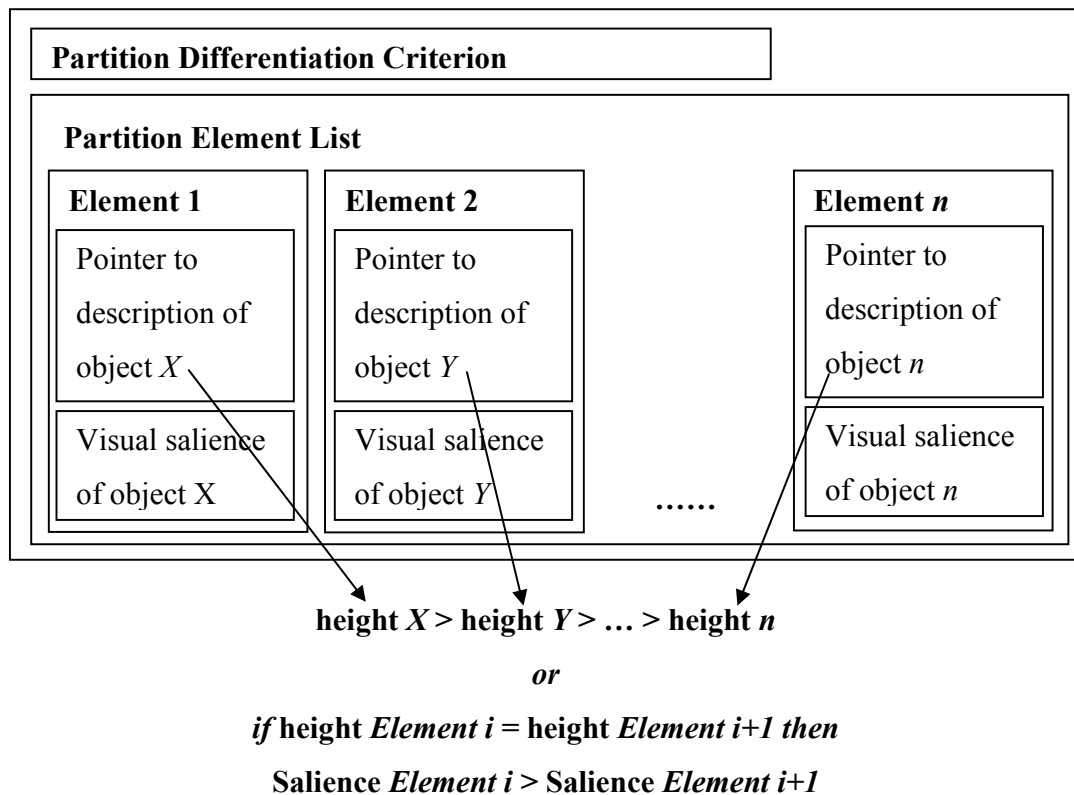 Partition Differentiation Criterion
Partition Element List
Element 1
Pointer to
description of
object X
Visual salience
of object X
Element 2
Pointer to
description of
object Y
Visual salience
of object Y
......
Element n
Pointer to
description of
object n
Visual salience
of object n
height X > height Y > … > height n
or
if height Element i = height Element i+1 then
Salience Element i > Salience Element i+1